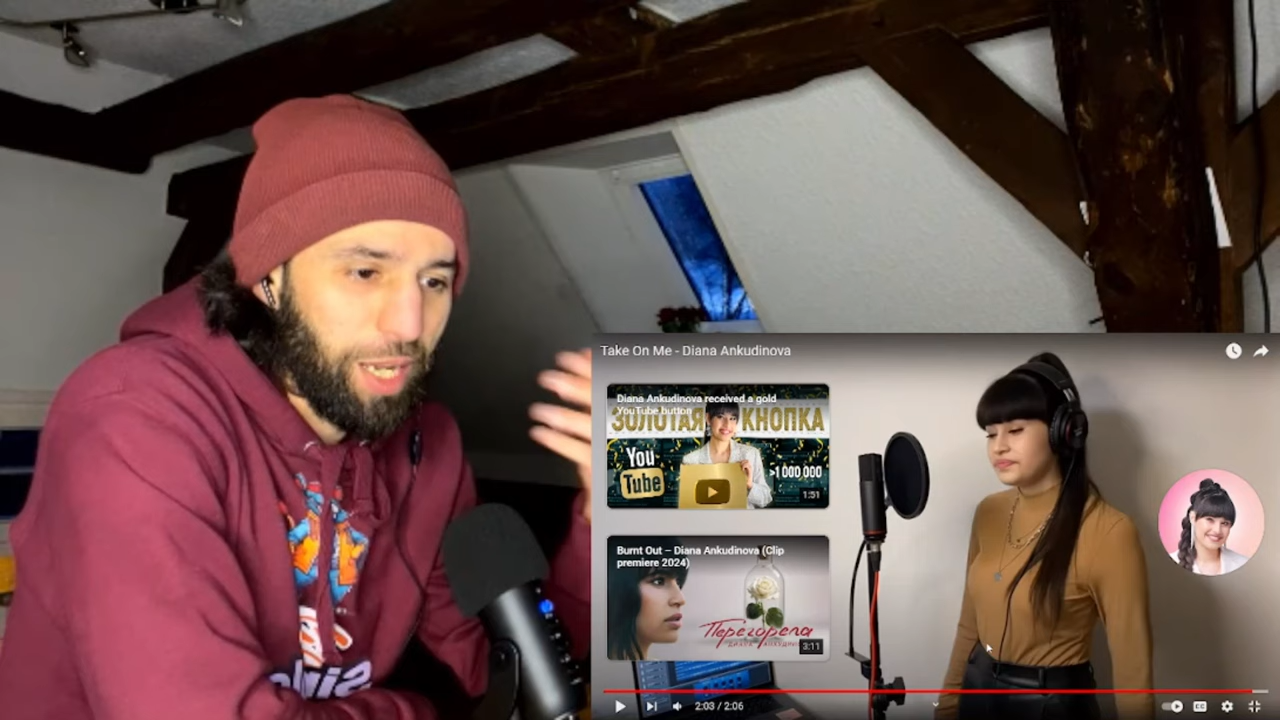 Take On Me - Diana Ankudinova
Diana Ankudinova received a gold
YouTube button
ЗОЛОТАЯ КНОПКА
You
Tube
>1 000 000
1:51
Burnt Out – Diana Ankudinova (Clip
premiere 2024)
Перегорела
3:11
2:03 / 2:06
CC